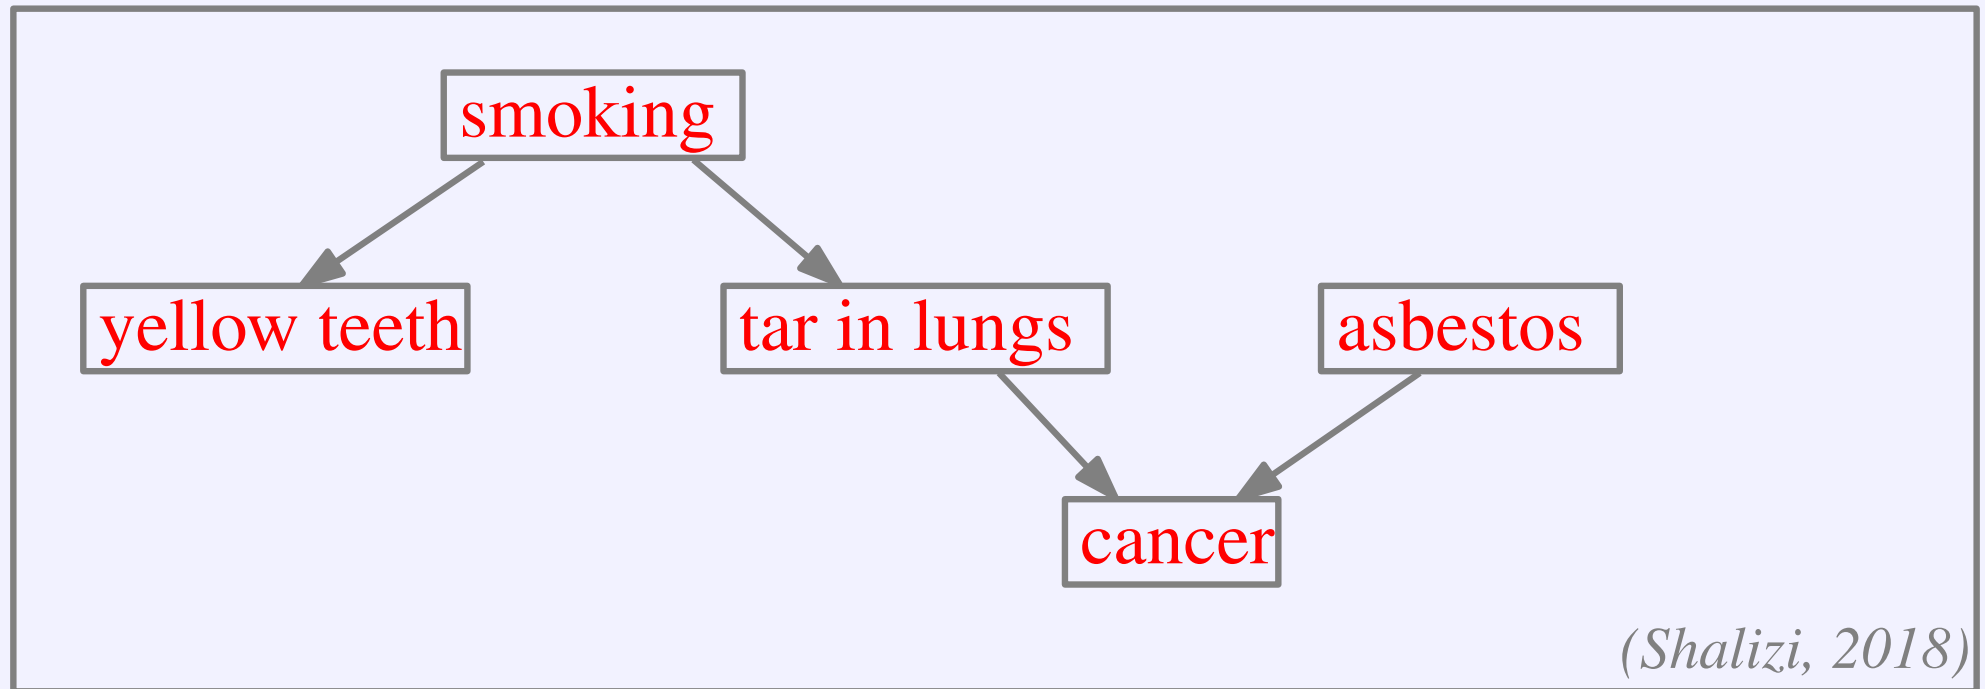 smoking
yellow teeth
tar in lungs
asbestos
cancer
(Shalizi, 2018)